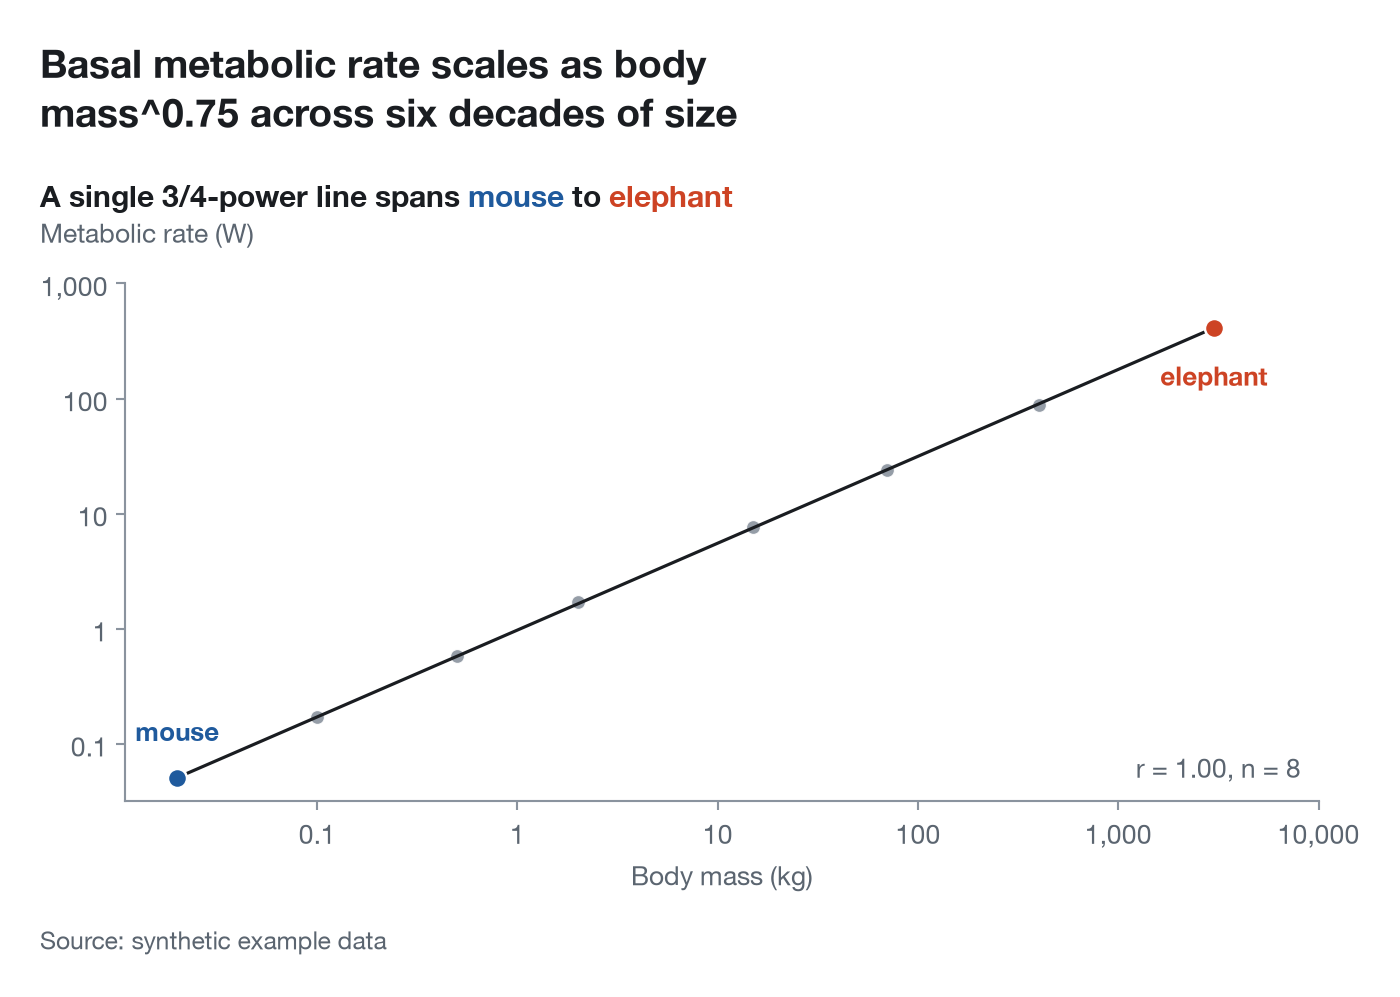 Basal metabolic rate scales as body
mass^0.75 across six decades of size
A single 3/4-power line spans mouse to elephant
Metabolic rate (W)
1,000
100
10
1
0.1
elephant
mouse
r = 1.00, n = 8
0.1
1
10
100
1,000
10,000
Body mass (kg)
Source: synthetic example data